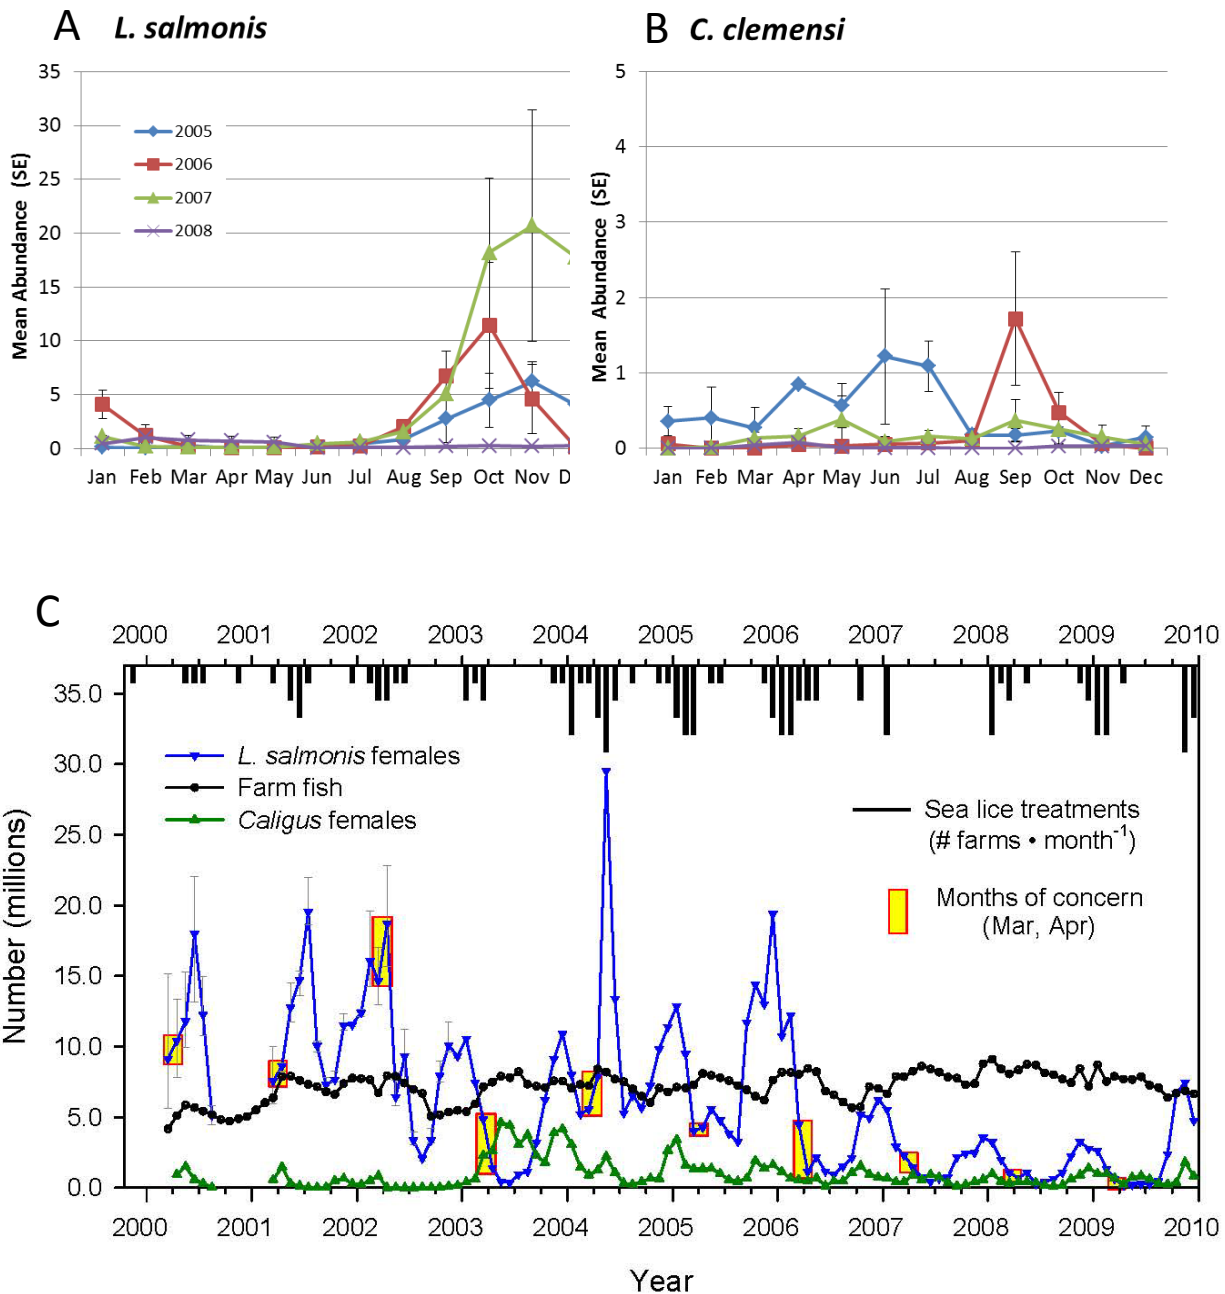 A L. salmonis
35
30
25
20
15
10
5
0
Mean Abundance (SE)
2005
2006
2007
2008
Jan Feb Mar Apr May Jun Jul Aug Sep Oct Nov D
B C. clemensi
5
4
3
2
1
0
Mean Abundance (SE)
Jan Feb Mar Apr May Jun Jul Aug Sep Oct Nov Dec
C
2000 2001 2002 2003 2004 2005 2006 2007 2008 2009 2010
35.0
30.0
25.0
20.0
15.0
10.0
5.0
0.0
Number (millions)
L. salmonis females
Farm fish
Caligus females
Sea lice treatments
(# farms • month-1)
Months of concern
(Mar, Apr)
2000 2001 2002 2003 2004 2005 2006 2007 2008 2009 2010
Year